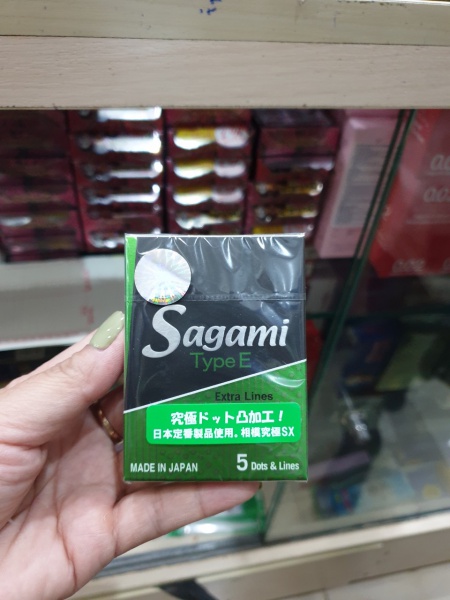 Sagami
Type E
Extra Lines
究極ドット凸加工！
日本定番製品使用。相模究極SX
MADE IN JAPAN
5 Dots & Lines